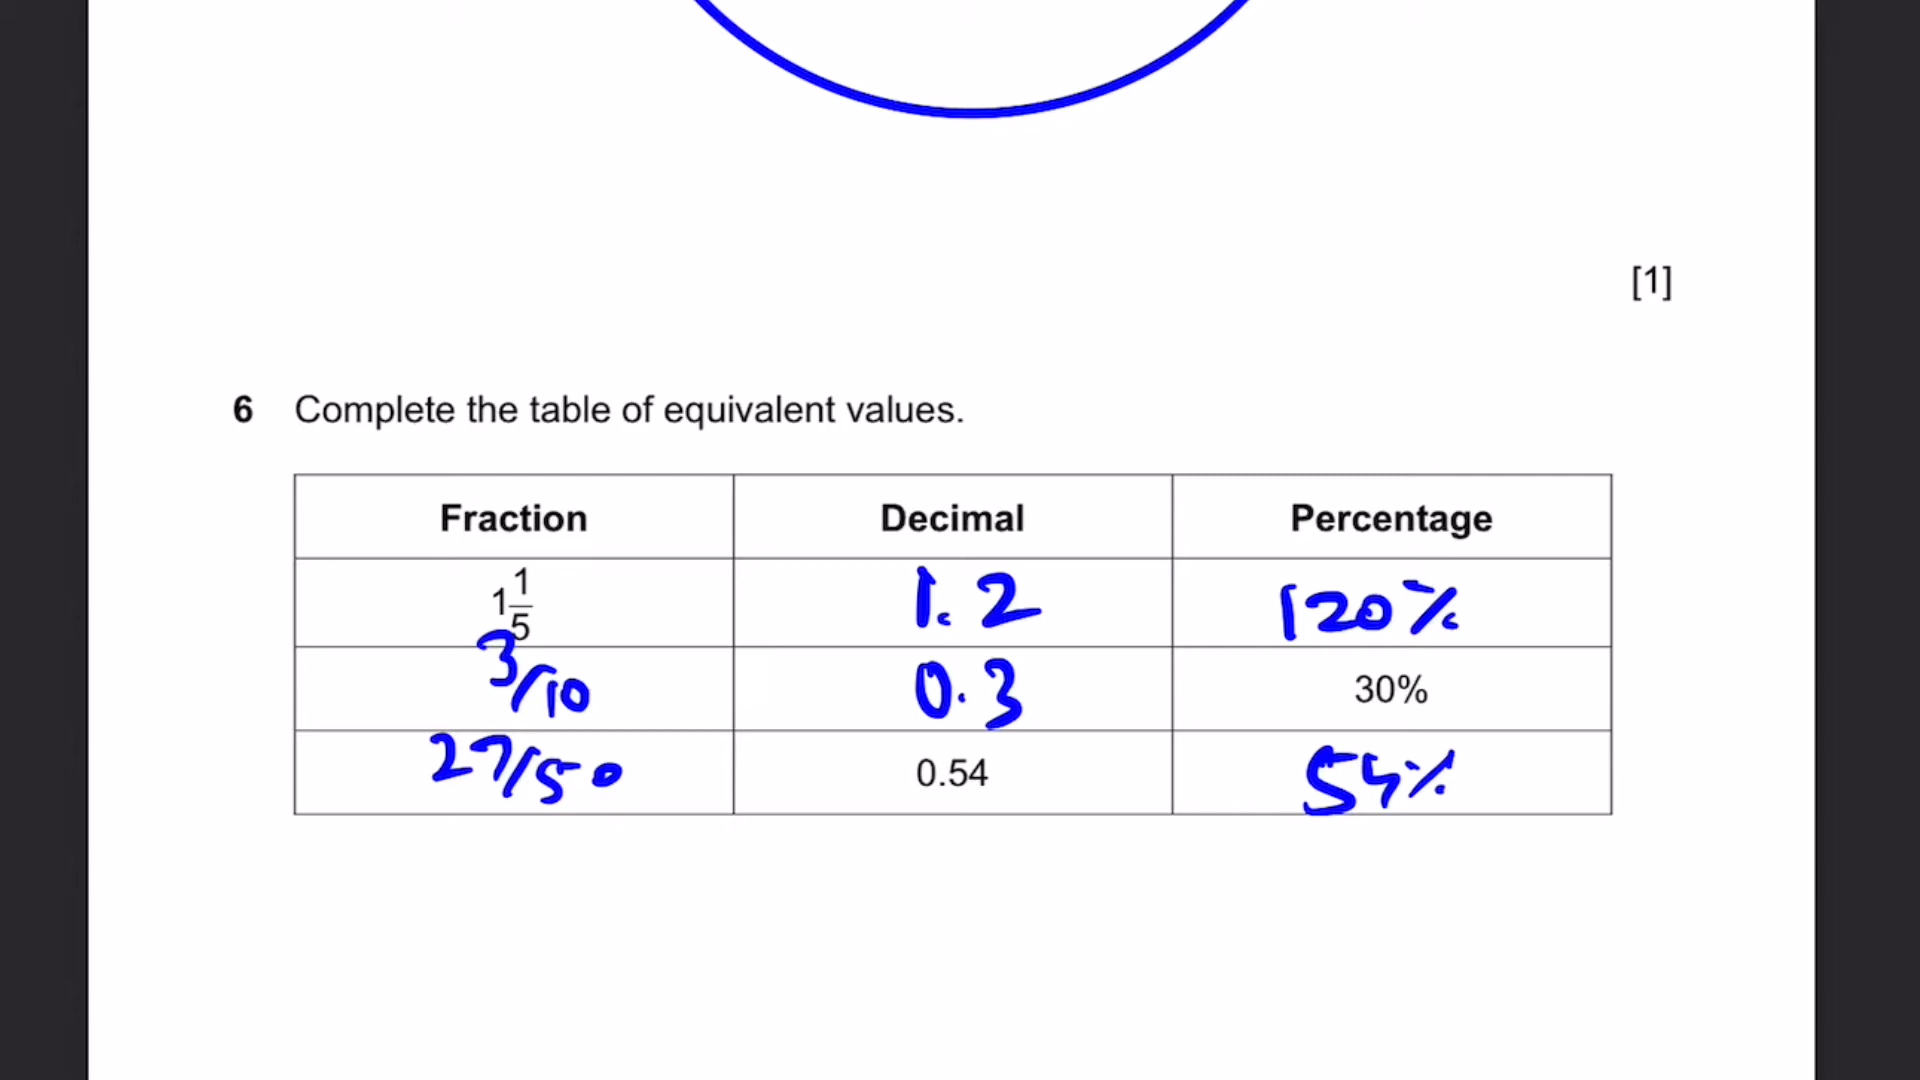 [1]
6 Complete the table of equivalent values.
Fraction Decimal Percentage
1 1/5 1.2 120%
3/10 0.3 30%
27/50 0.54 54%